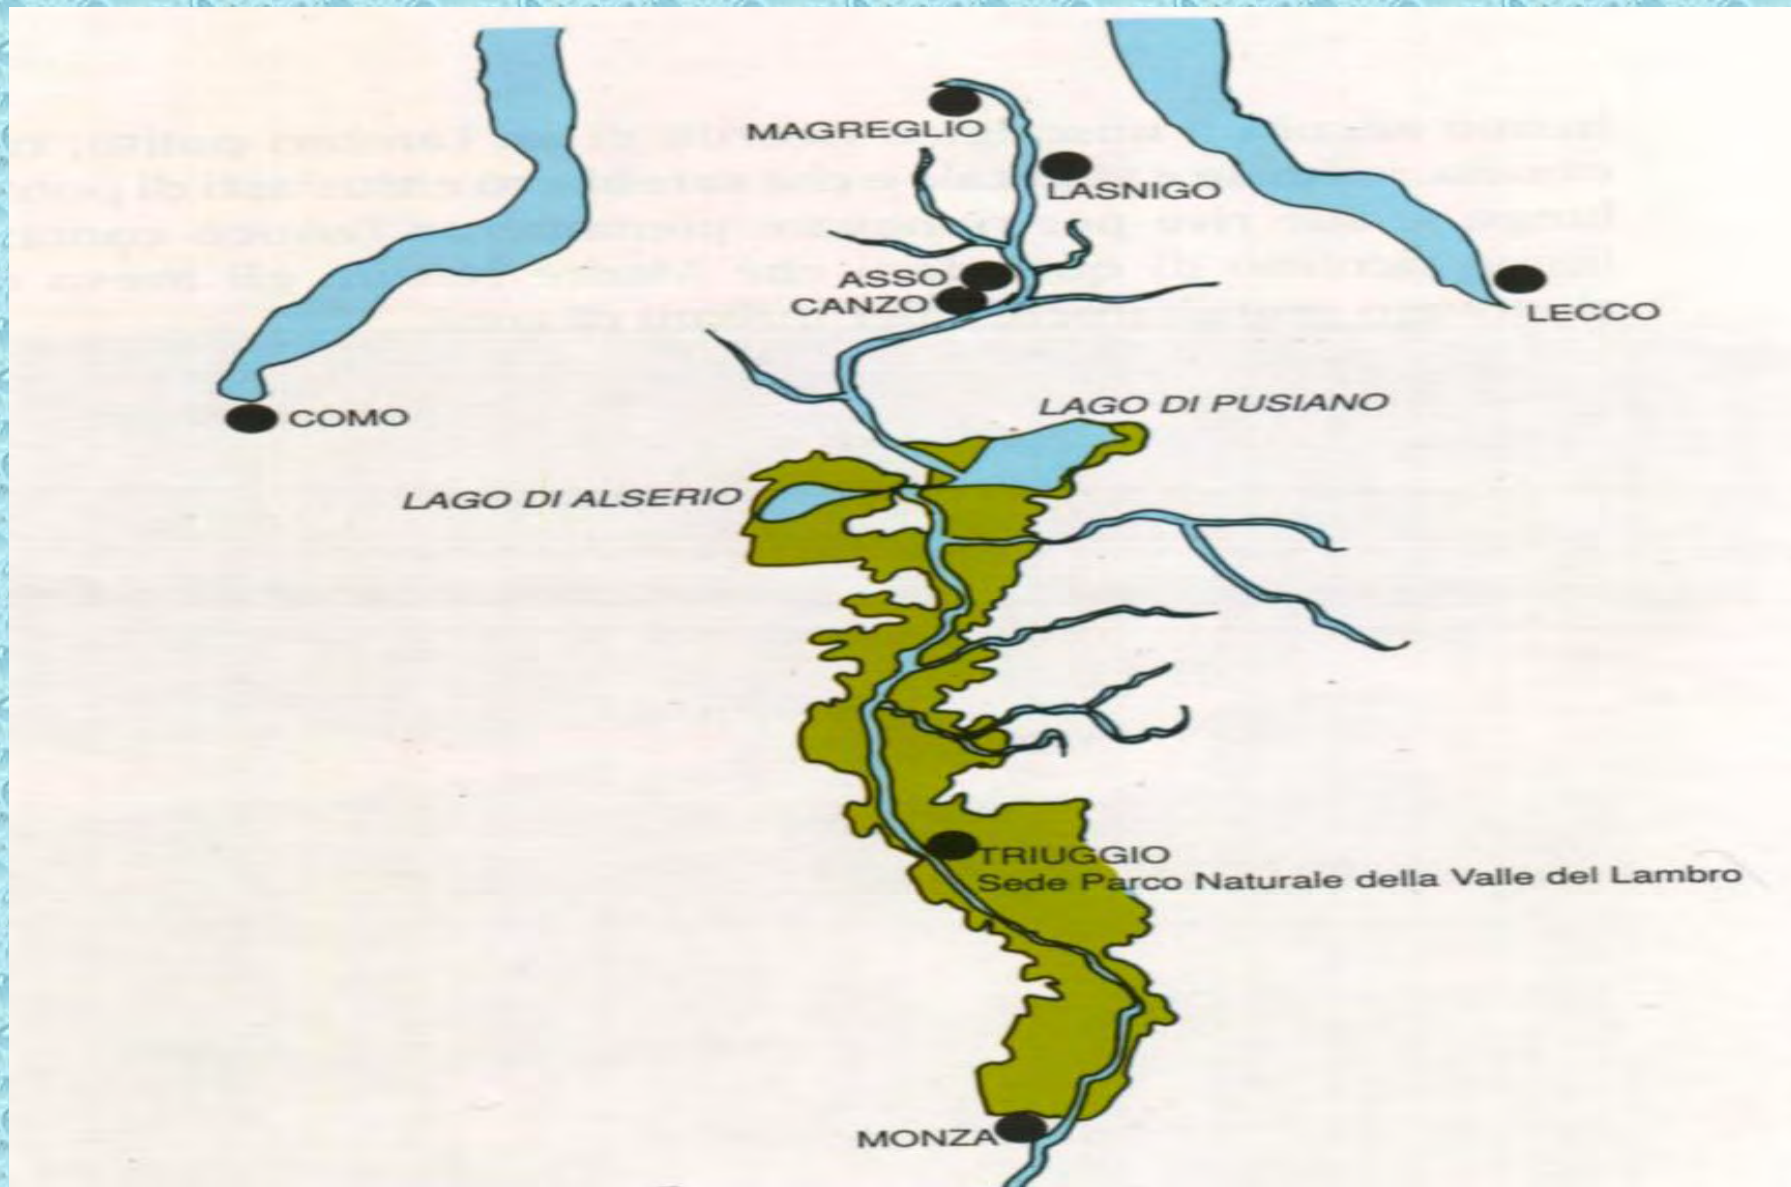 MAGREGLIO
LASNIGO
ASSO
CANZO
LECCO
COMO
LAGO DI PUSIANO
LAGO DI ALSERIO
TRIUGGIO
Sede Parco Naturale della Valle del Lambro
MONZA